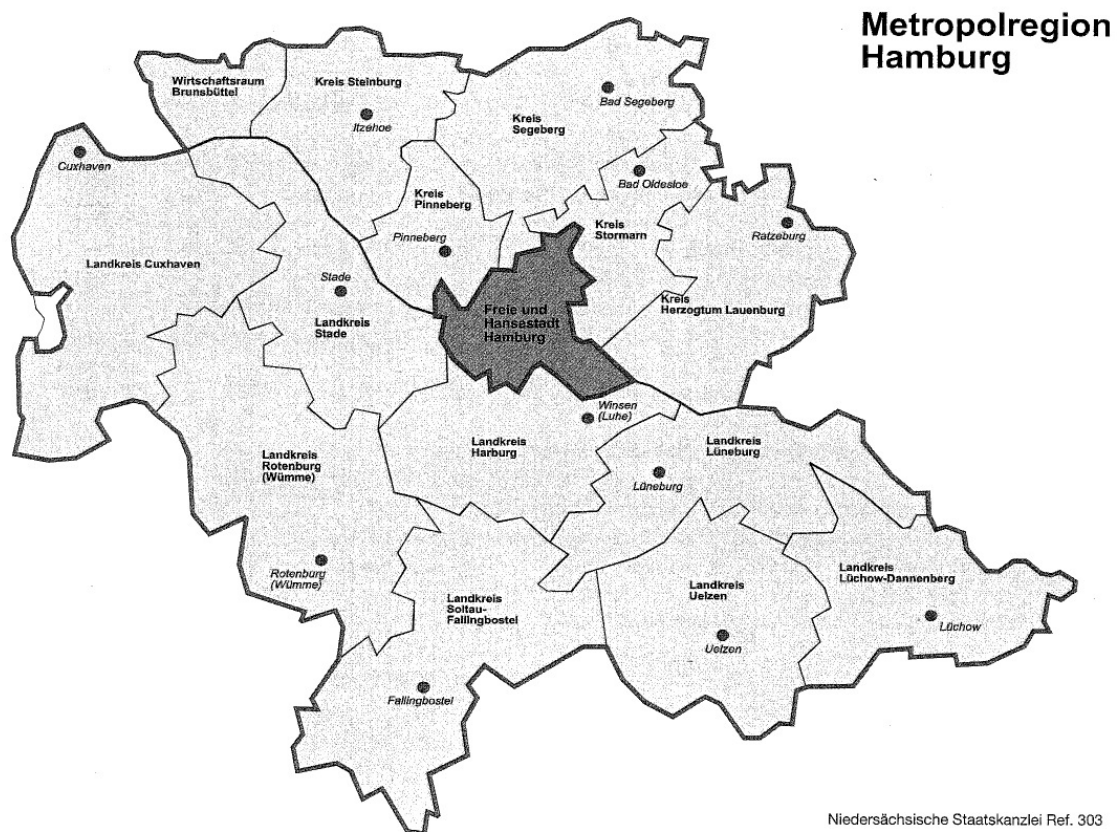 Metropolregion
Hamburg
Wirtschaftsraum
Brunsbüttel
Kreis Steinburg
Itzehoe
Kreis
Segeberg
Bad Segeberg
Cuxhaven
Kreis
Pinneberg
Pinneberg
Bad Oldesloe
Kreis
Stormarn
Ratzeburg
Landkreis Cuxhaven
Stade
Landkreis
Stade
Freie und
Hansestadt
Hamburg
Kreis
Herzogtum Lauenburg
Winsen
(Luhe)
Landkreis
Harburg
Landkreis
Lüneburg
Lüneburg
Landkreis
Rotenburg
(Wümme)
Rotenburg
(Wümme)
Landkreis
Soltau-
Fallingbostel
Fallingbostel
Landkreis
Uelzen
Uelzen
Landkreis
Lüchow-Dannenberg
Lüchow
Niedersächsische Staatskanzlei Ref. 303